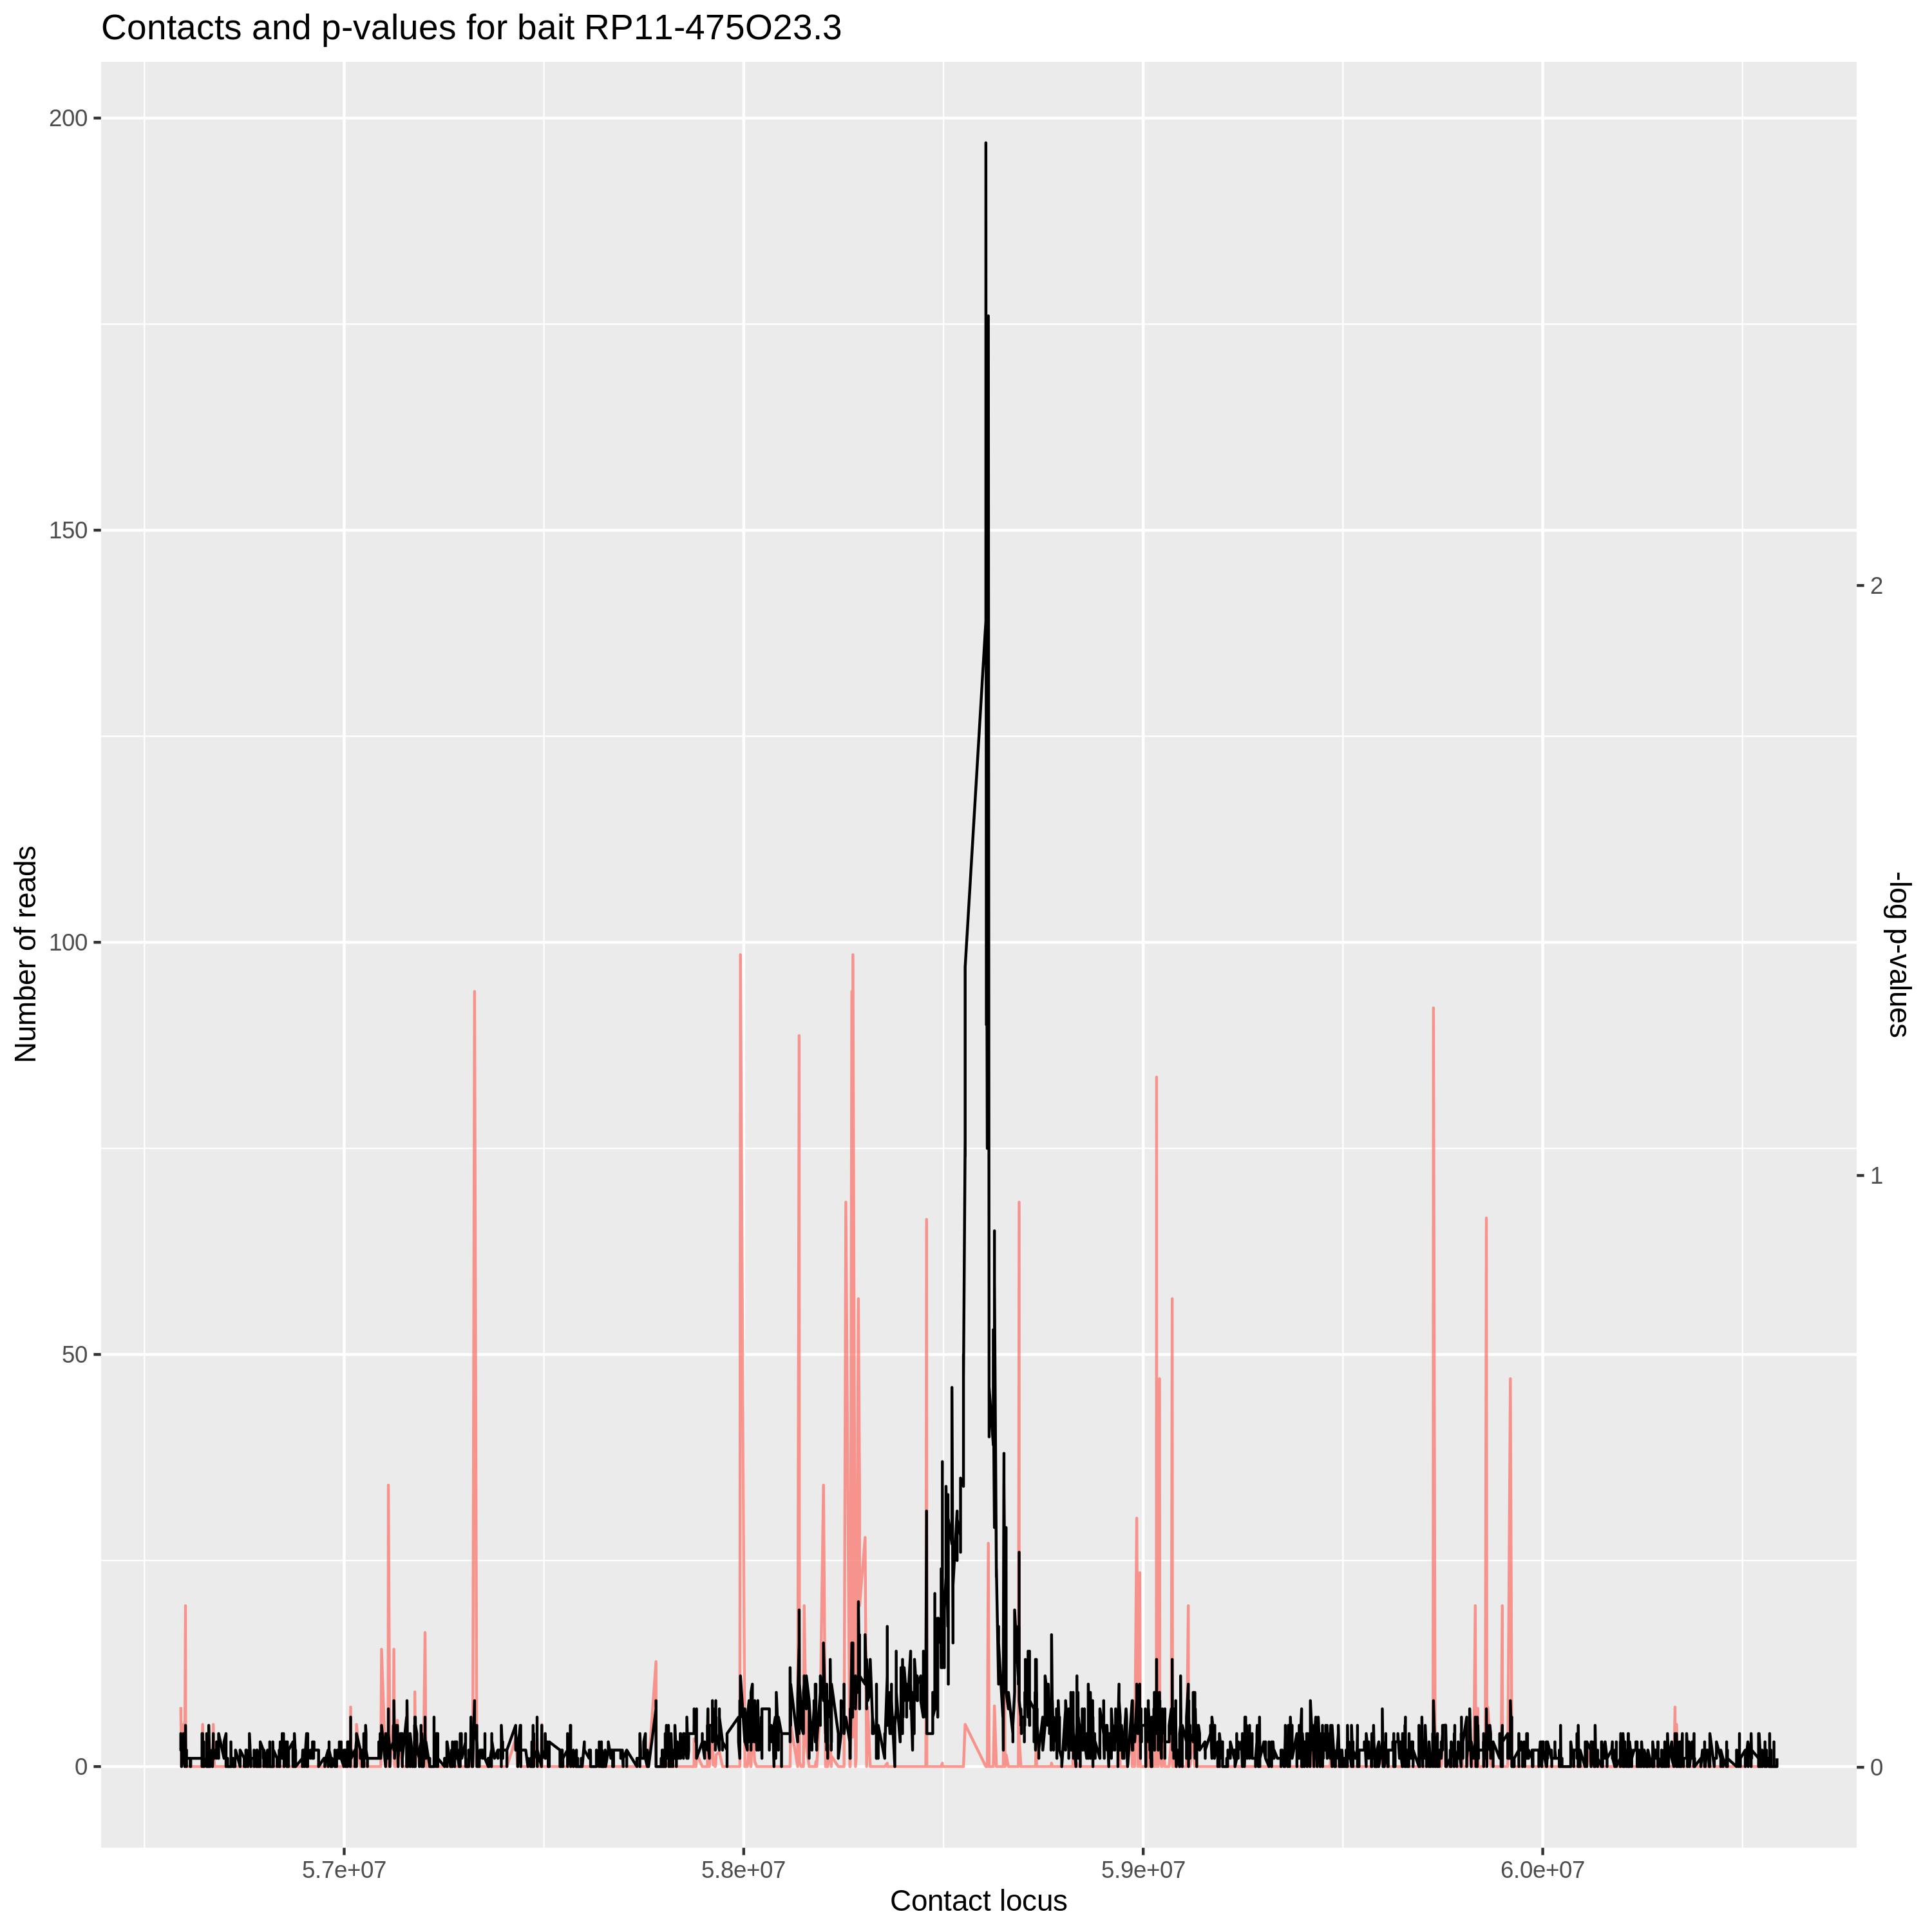 Contacts and p-values for bait RP11-475O23.3
200
150
100
50
0
Number of reads
2
1
0
-log p-values
5.7e+07
5.8e+07
5.9e+07
6.0e+07
Contact locus